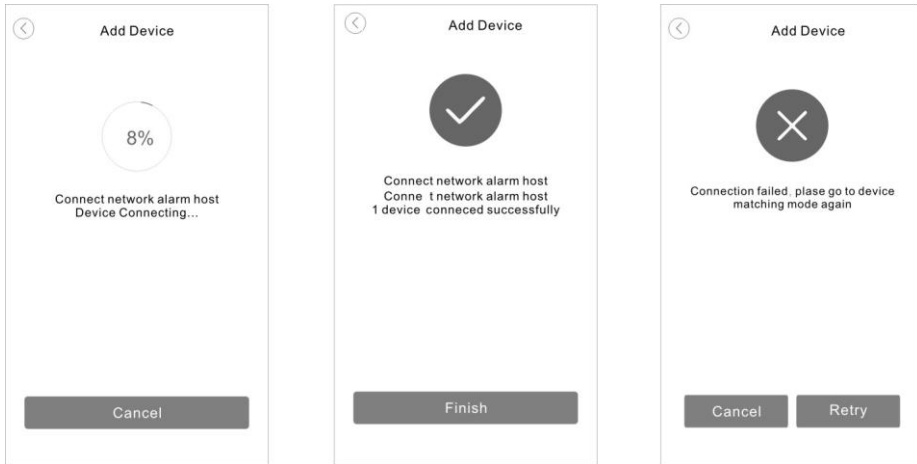 Add Device
8%
Connect network alarm host
Device Connecting...
Cancel
Add Device
Connect network alarm host
Conne t network alarm host
1 device conneced successfully
Finish
Add Device
Connection failed, plase go to device
matching mode again
Cancel
Retry